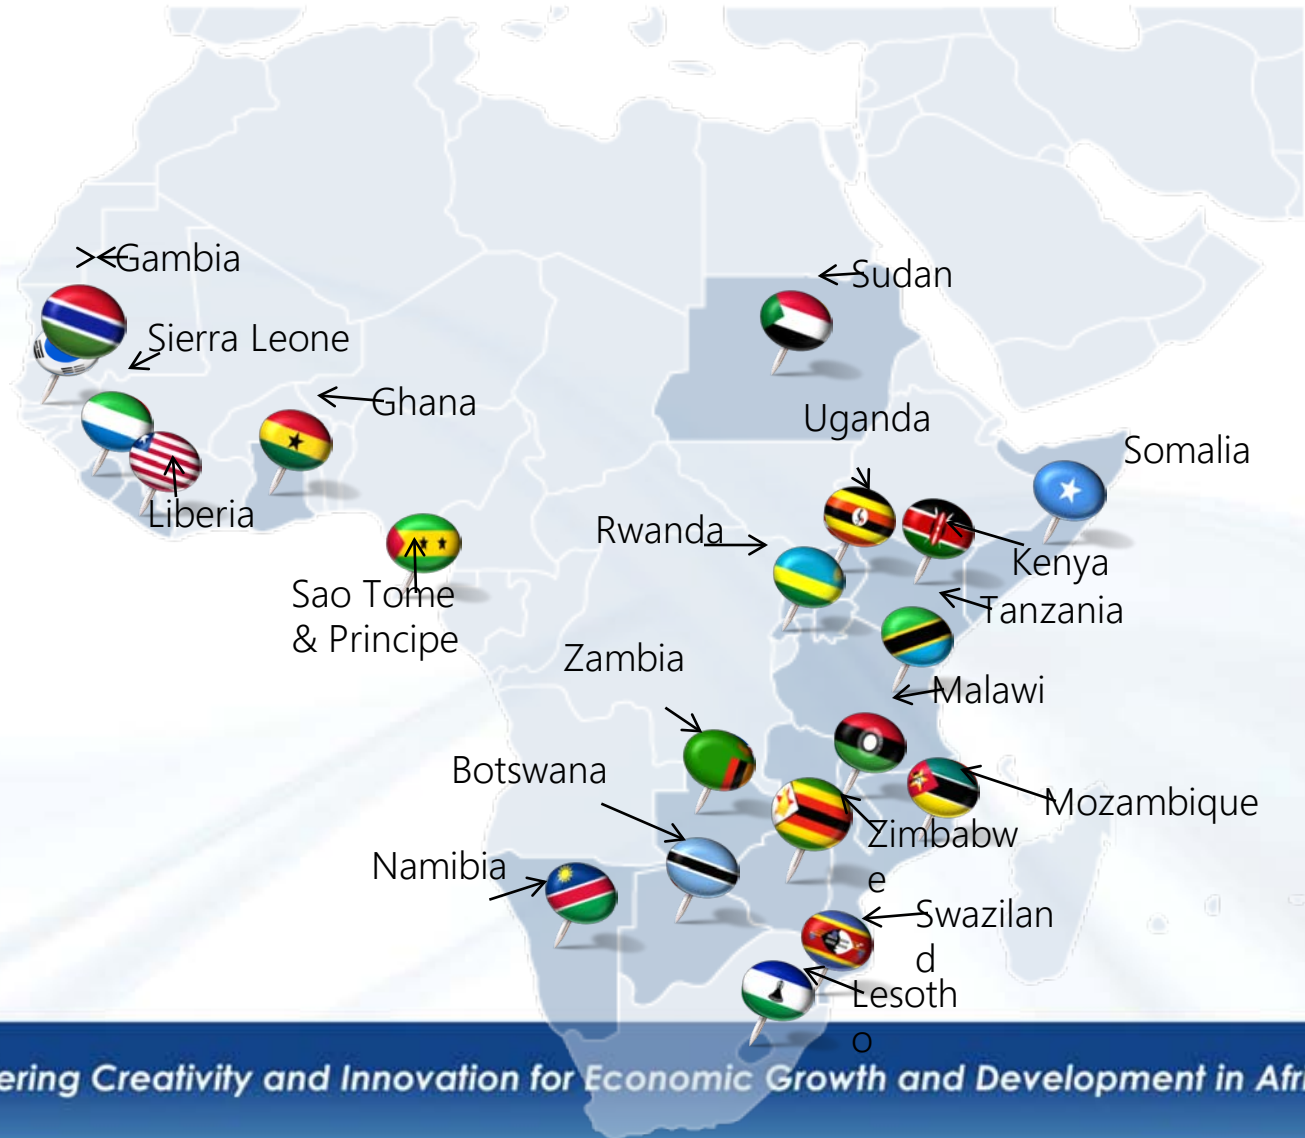 Gambia
Sudan
Sierra Leone
Ghana
Uganda
Somalia
Liberia
Rwanda
Kenya
Sao Tome
& Principe
Tanzania
Zambia
Malawi
Botswana
Mozambique
Zimbabw
e
Namibia
Swazilan
d
Lesoth
o
ering Creativity and Innovation for Economic Growth and Development in Afri